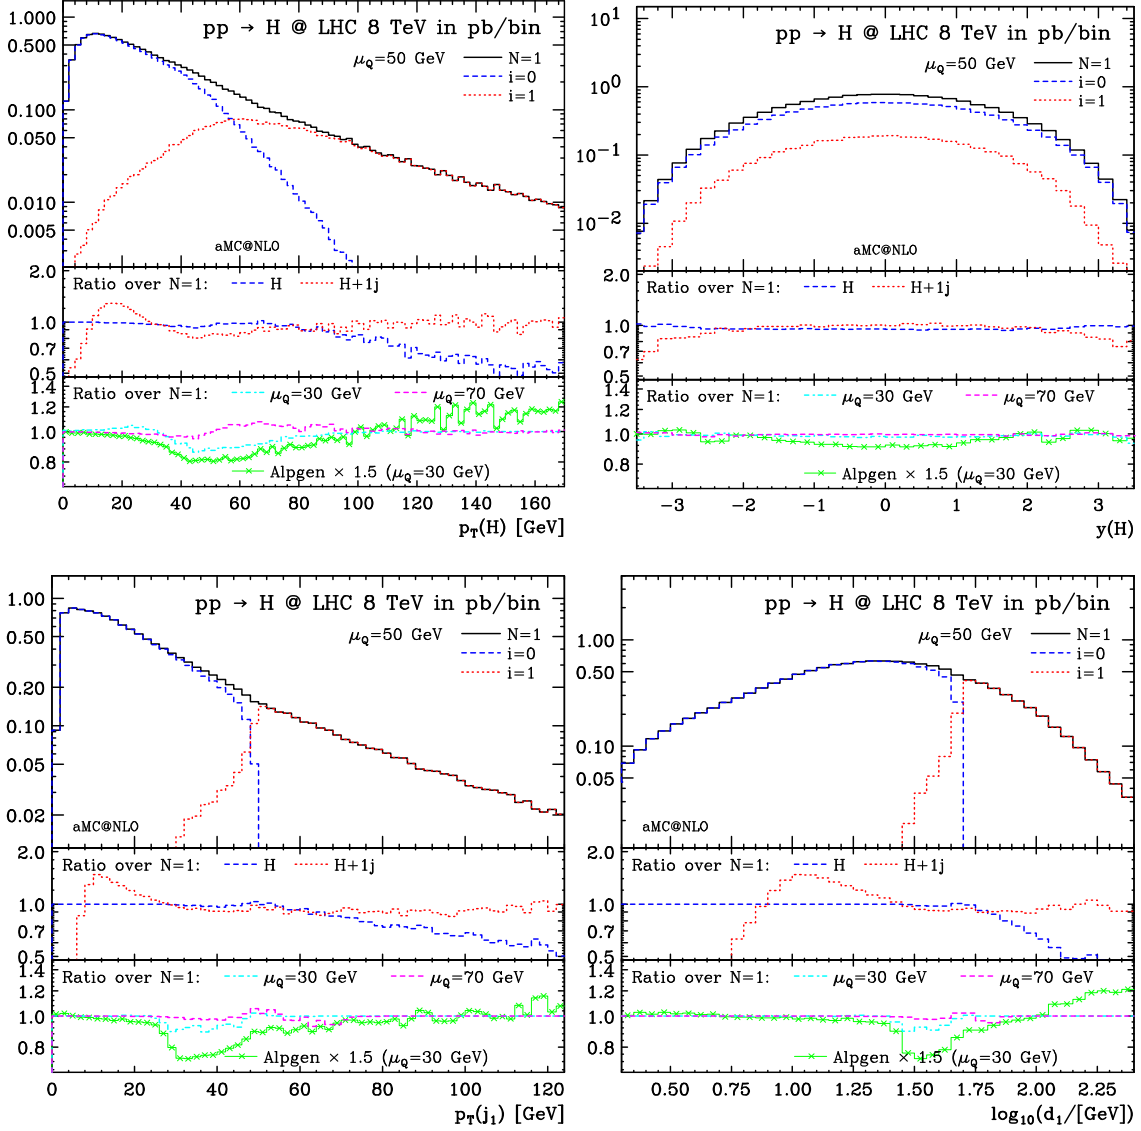 pp → H @ LHC 8 TeV in pb/bin
μQ=50 GeV
N=1
i=0
i=1
1.000
0.500
0.100
0.050
0.010
0.005
aMC@NLO
2.0
1.0
0.7
0.5
Ratio over N=1:
H
H+1j
1.4
1.2
1.0
0.8
Ratio over N=1:
μQ=30 GeV
μQ=70 GeV
Alpgen × 1.5 (μQ=30 GeV)
0 20 40 60 80 100 120 140 160
pT(H) [GeV]
pp → H @ LHC 8 TeV in pb/bin
μQ=50 GeV
N=1
i=0
i=1
10^1
10^0
10^−1
10^−2
aMC@NLO
2.0
1.0
0.7
0.5
Ratio over N=1:
H
H+1j
1.4
1.2
1.0
0.8
Ratio over N=1:
μQ=30 GeV
μQ=70 GeV
Alpgen × 1.5 (μQ=30 GeV)
−3 −2 −1 0 1 2 3
y(H)
pp → H @ LHC 8 TeV in pb/bin
μQ=50 GeV
N=1
i=0
i=1
1.00
0.50
0.20
0.10
0.05
0.02
aMC@NLO
2.0
1.0
0.7
0.5
Ratio over N=1:
H
H+1j
1.4
1.2
1.0
0.8
Ratio over N=1:
μQ=30 GeV
μQ=70 GeV
Alpgen × 1.5 (μQ=30 GeV)
0 20 40 60 80 100 120
pT(j1) [GeV]
pp → H @ LHC 8 TeV in pb/bin
μQ=50 GeV
N=1
i=0
i=1
1.00
0.50
0.10
0.05
aMC@NLO
2.0
1.0
0.7
0.5
Ratio over N=1:
H
H+1j
1.4
1.2
1.0
0.8
Ratio over N=1:
μQ=30 GeV
μQ=70 GeV
Alpgen × 1.5 (μQ=30 GeV)
0.50 0.75 1.00 1.25 1.50 1.75 2.00 2.25
log10(d1/[GeV])